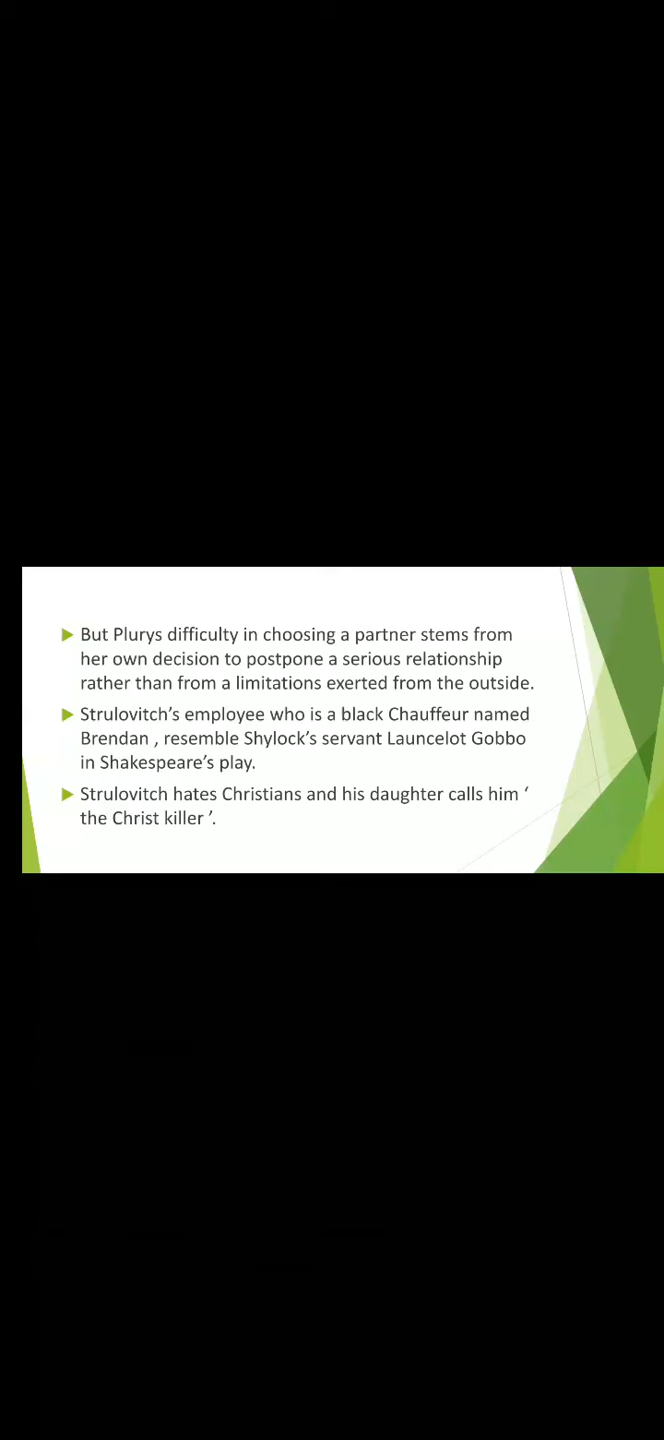 But Plurys difficulty in choosing a partner stems from
her own decision to postpone a serious relationship
rather than from a limitations exerted from the outside.
Strulovitch’s employee who is a black Chauffeur named
Brendan , resemble Shylock’s servant Launcelot Gobbo
in Shakespeare’s play.
Strulovitch hates Christians and his daughter calls him ‘
the Christ killer ’.